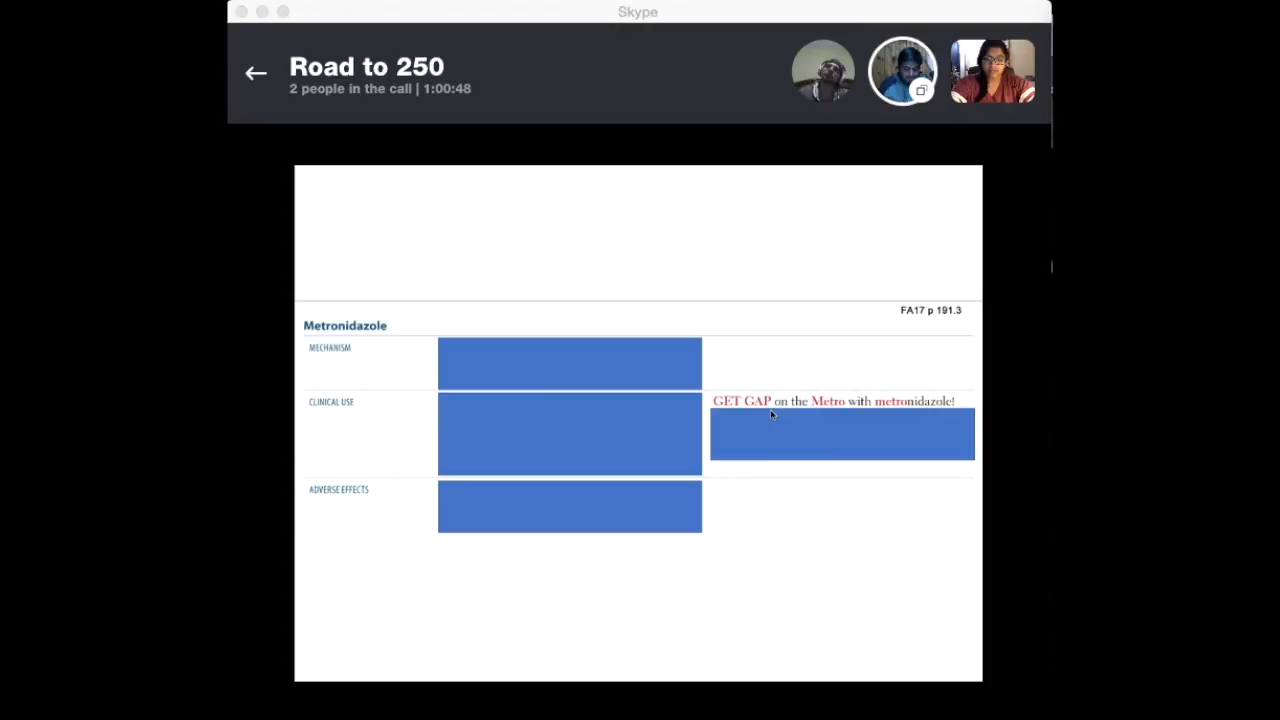 Skype
Road to 250
2 people in the call | 1:00:48
FA17 p 191.3
Metronidazole
MECHANISM
CLINICAL USE
GET GAP on the Metro with metronidazole!
ADVERSE EFFECTS